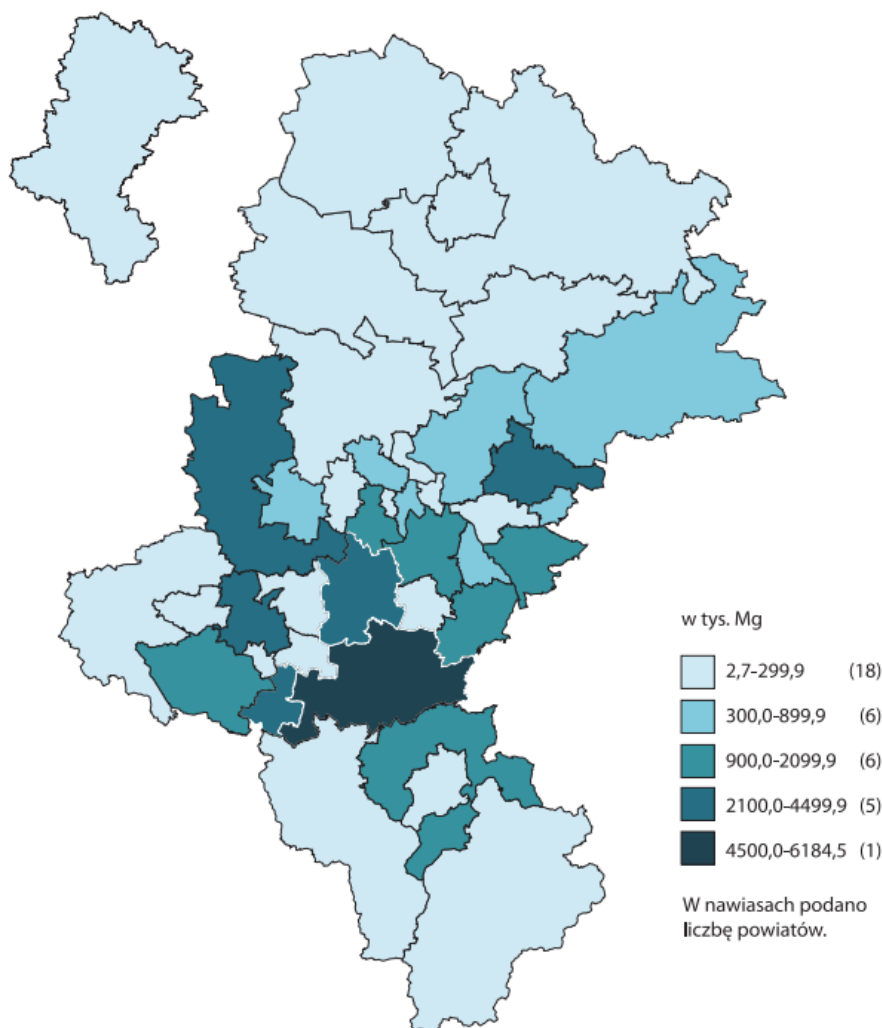 w tys. Mg
2,7-299,9 (18)
300,0-899,9 (6)
900,0-2099,9 (6)
2100,0-4499,9 (5)
4500,0-6184,5 (1)
W nawiasach podano
liczbę powiatów.